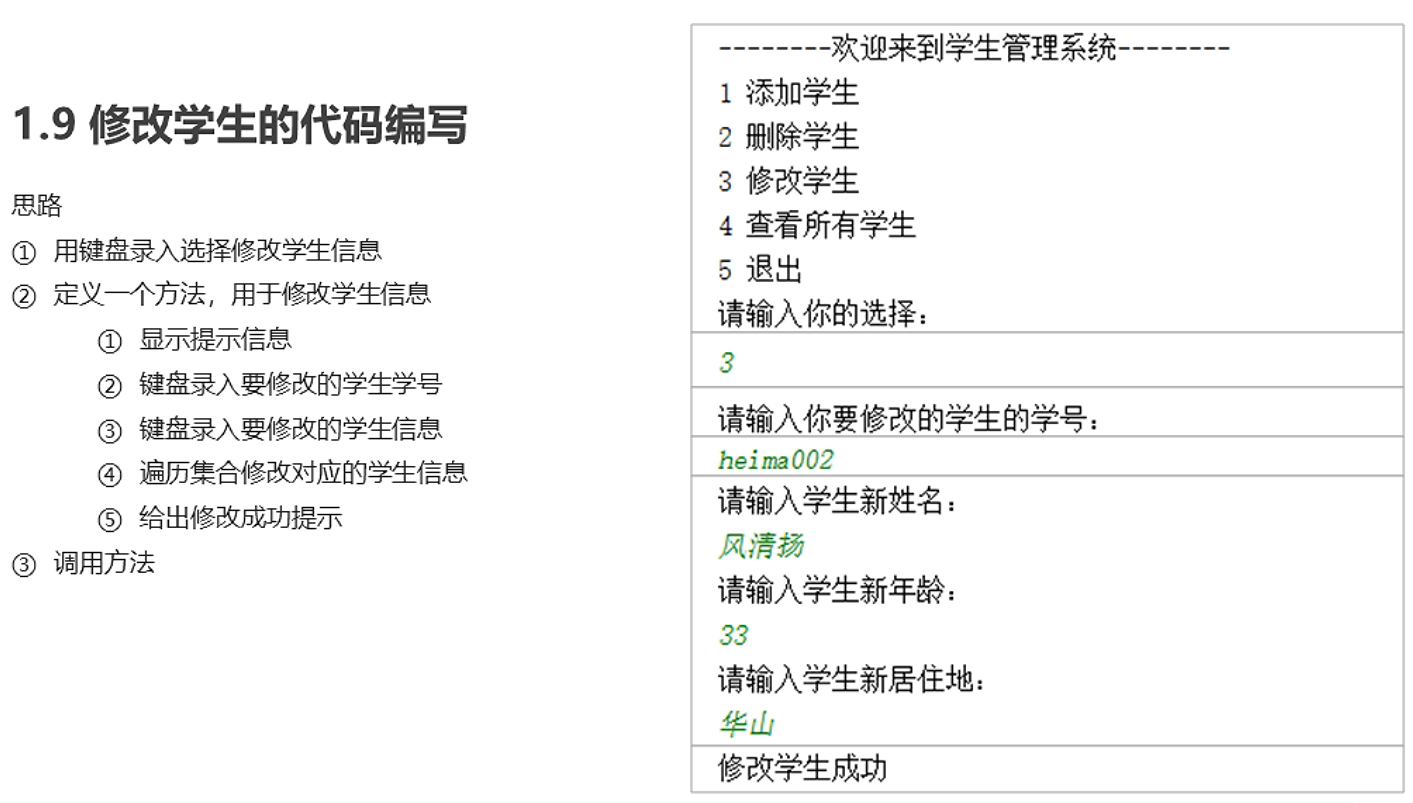 1.9 修改学生的代码编写
思路
① 用键盘录入选择修改学生信息
② 定义一个方法，用于修改学生信息
① 显示提示信息
② 键盘录入要修改的学生学号
③ 键盘录入要修改的学生信息
④ 遍历集合修改对应的学生信息
⑤ 给出修改成功提示
③ 调用方法
--------欢迎来到学生管理系统--------
1 添加学生
2 删除学生
3 修改学生
4 查看所有学生
5 退出
请输入你的选择：
3
请输入你要修改的学生的学号：
heima002
请输入学生新姓名：
风清扬
请输入学生新年龄：
33
请输入学生新居住地：
华山
修改学生成功